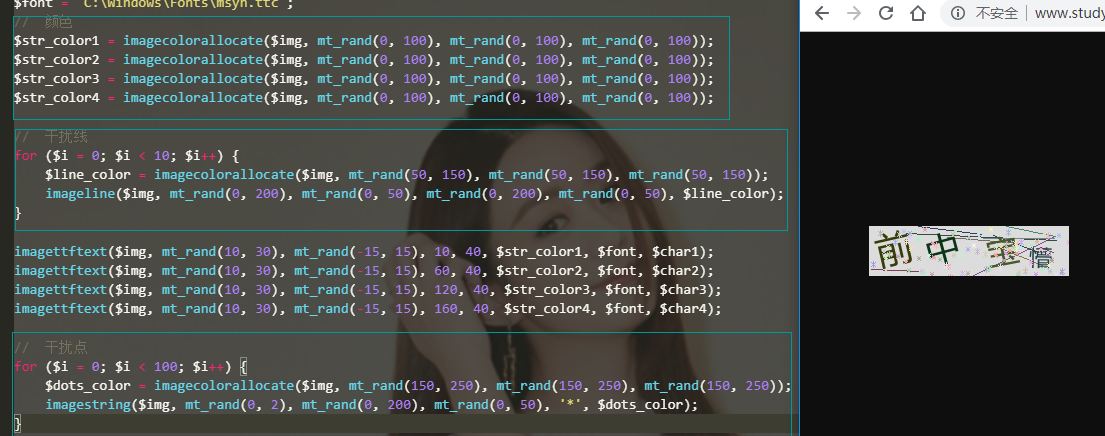 $font = "C:\Windows\Fonts\msyh.ttc";
// 颜色
$str_color1 = imagecolorallocate($img, mt_rand(0, 100), mt_rand(0, 100), mt_rand(0, 100));
$str_color2 = imagecolorallocate($img, mt_rand(0, 100), mt_rand(0, 100), mt_rand(0, 100));
$str_color3 = imagecolorallocate($img, mt_rand(0, 100), mt_rand(0, 100), mt_rand(0, 100));
$str_color4 = imagecolorallocate($img, mt_rand(0, 100), mt_rand(0, 100), mt_rand(0, 100));
// 干扰线
for ($i = 0; $i < 10; $i++) {
$line_color = imagecolorallocate($img, mt_rand(50, 150), mt_rand(50, 150), mt_rand(50, 150));
imageline($img, mt_rand(0, 200), mt_rand(0, 50), mt_rand(0, 200), mt_rand(0, 50), $line_color);
}
imagettftext($img, mt_rand(10, 30), mt_rand(-15, 15), 10, 40, $str_color1, $font, $char1);
imagettftext($img, mt_rand(10, 30), mt_rand(-15, 15), 60, 40, $str_color2, $font, $char2);
imagettftext($img, mt_rand(10, 30), mt_rand(-15, 15), 120, 40, $str_color3, $font, $char3);
imagettftext($img, mt_rand(10, 30), mt_rand(-15, 15), 160, 40, $str_color4, $font, $char4);
// 干扰点
for ($i = 0; $i < 100; $i++) {
$dots_color = imagecolorallocate($img, mt_rand(150, 250), mt_rand(150, 250), mt_rand(150, 250));
imagestring($img, mt_rand(0, 2), mt_rand(0, 200), mt_rand(0, 50), '*', $dots_color);
}
不安全 | www.study
前中宝